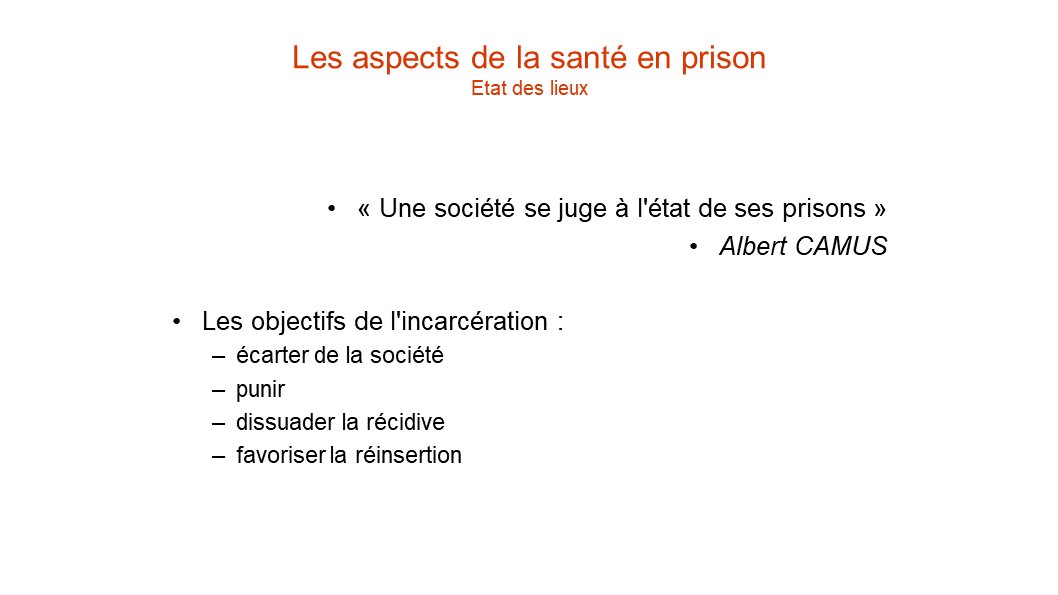 Les aspects de la santé en prison
Etat des lieux
• « Une société se juge à l'état de ses prisons »
• Albert CAMUS
• Les objectifs de l'incarcération :
– écarter de la société
– punir
– dissuader la récidive
– favoriser la réinsertion